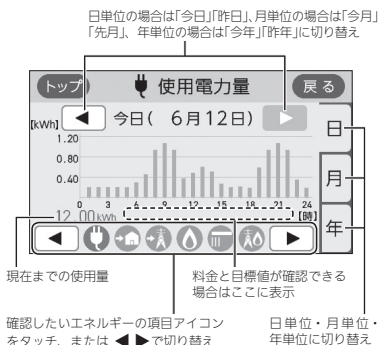 日単位の場合は「今日」「昨日」、月単位の場合は「今月」
「先月」、年単位の場合は「今年」「昨年」に切り替え
トップ
使用電力量
戻る
[kWh]
◀ 今日( 6月12日) ▶
日
月
年
1.20
0.80
0.40
0 3 6 9 12 15 18 21 24
12.00kWh
[時]
◀ ▶
現在までの使用量
料金と目標値が確認できる
場合はここに表示
確認したいエネルギーの項目アイコン
をタッチ、または ◀ ▶で切り替え
日単位・月単位・
年単位に切り替え